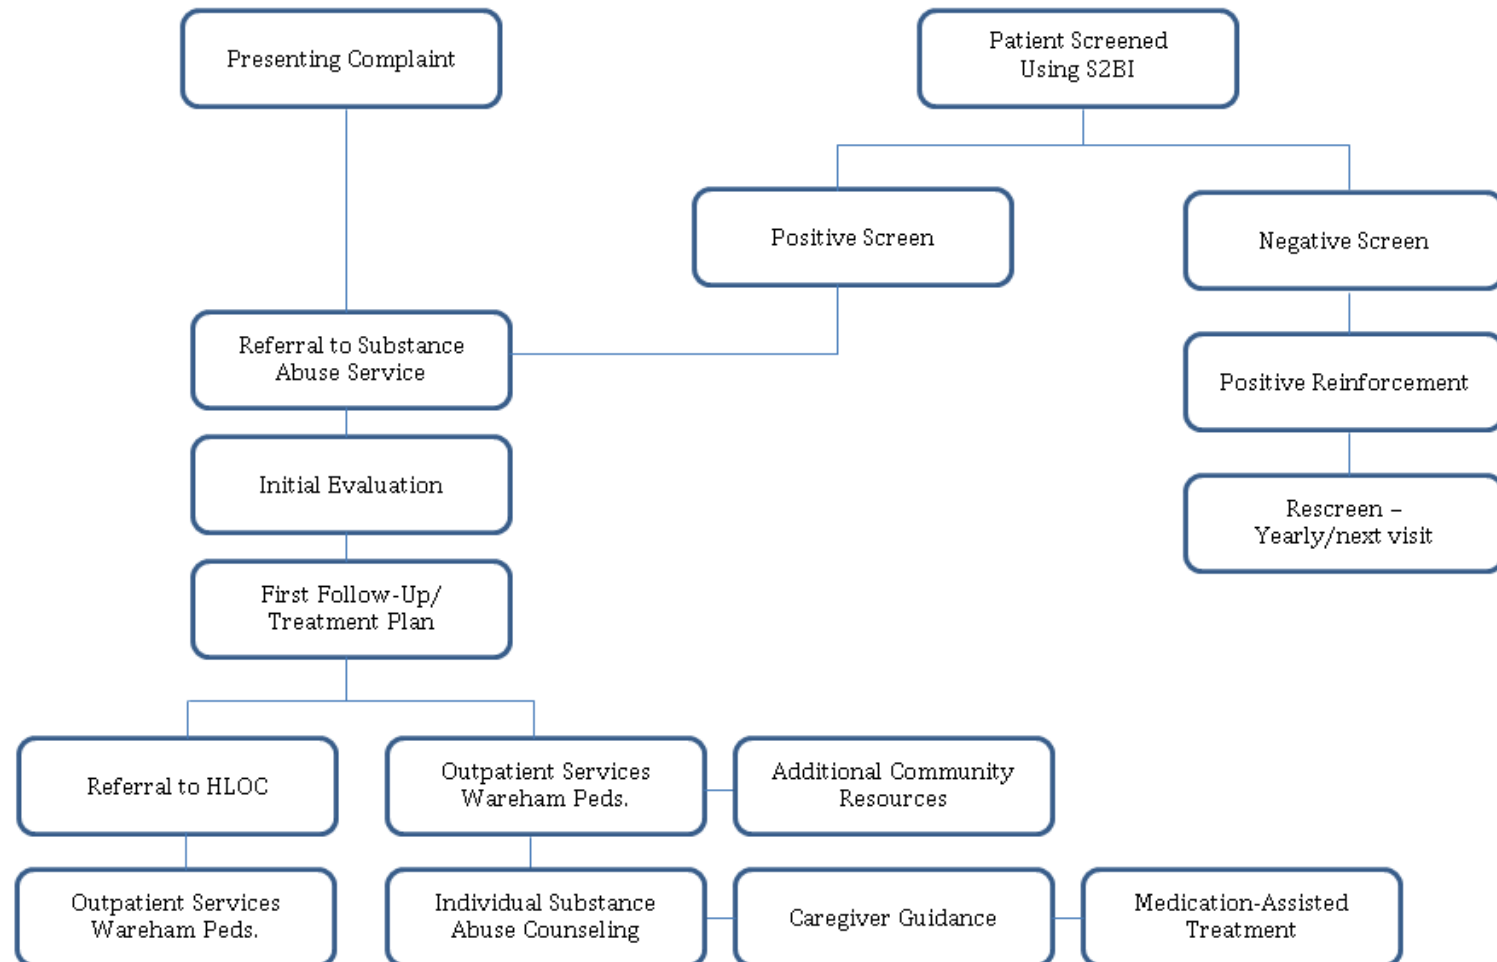 Presenting Complaint
Patient Screened
Using S2BI
Positive Screen
Negative Screen
Referral to Substance
Abuse Service
Positive Reinforcement
Initial Evaluation
Rescreen –
Yearly/next visit
First Follow-Up/
Treatment Plan
Referral to HLOC
Outpatient Services
Wareham Peds.
Additional Community
Resources
Outpatient Services
Wareham Peds.
Individual Substance
Abuse Counseling
Caregiver Guidance
Medication-Assisted
Treatment